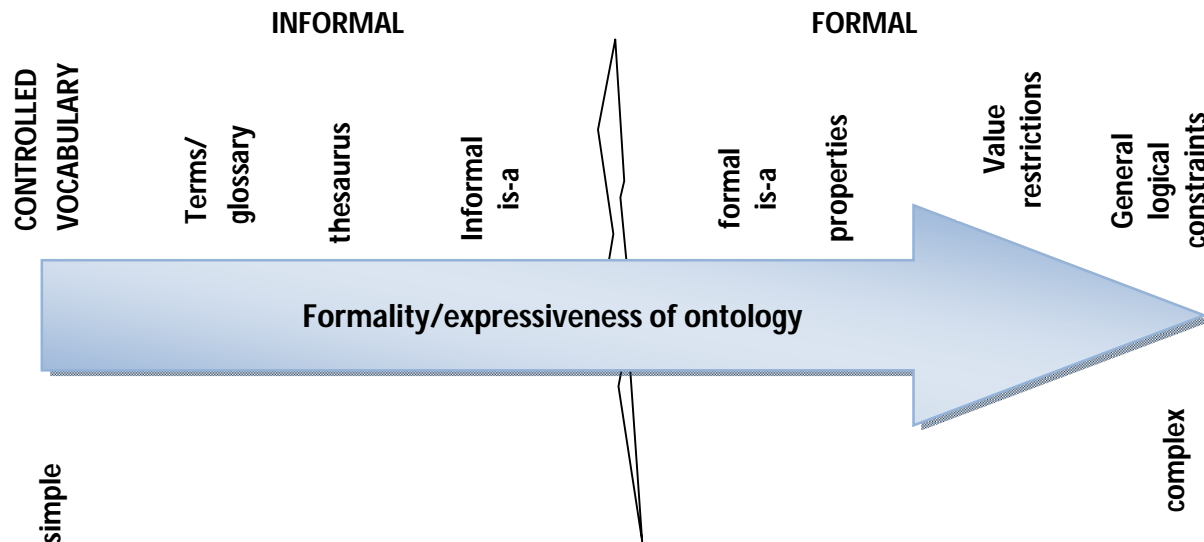 INFORMAL
FORMAL
CONTROLLED
VOCABULARY
Terms/
glossary
thesaurus
Informal
is-a
formal
is-a
properties
Value
restrictions
General
logical
constraints
Formality/expressiveness of ontology
simple
complex